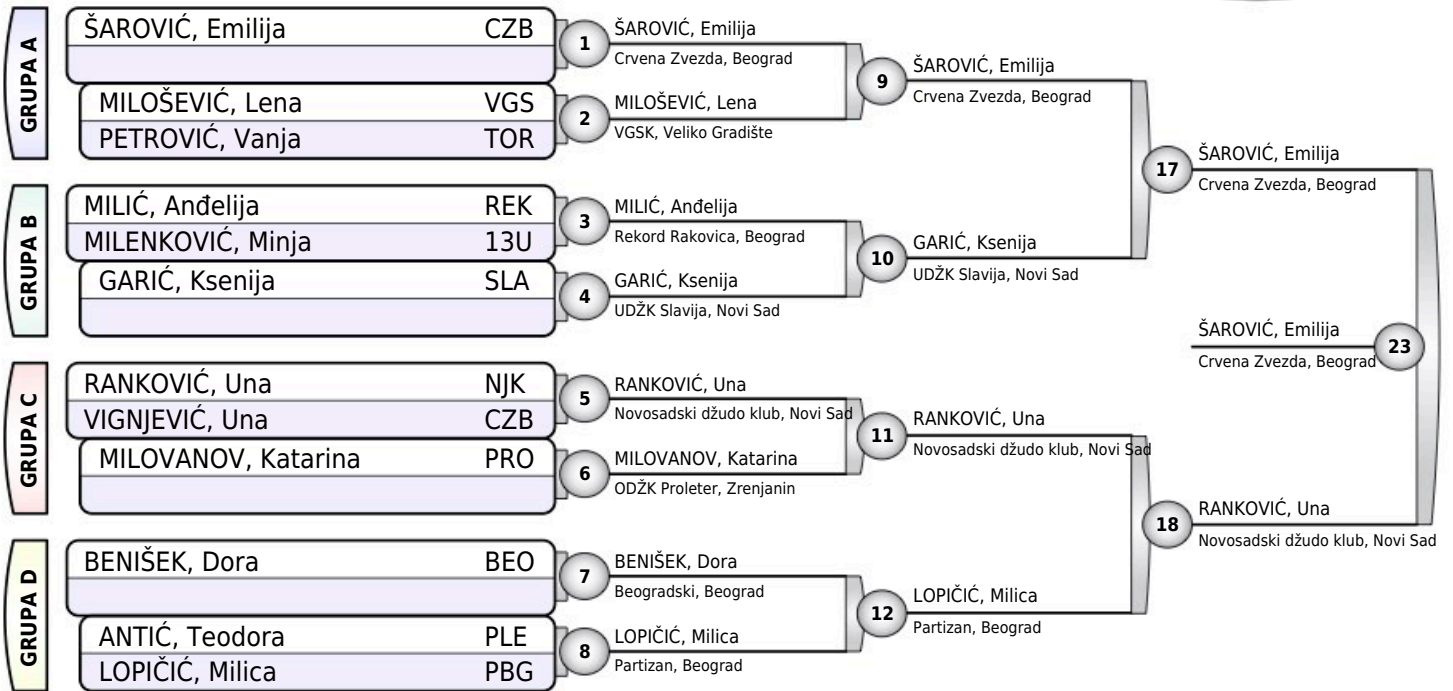 GRUPA A
ŠAROVIĆ, Emilija CZB
MILOŠEVIĆ, Lena VGS
PETROVIĆ, Vanja TOR
GRUPA B
MILIĆ, Anđelija REK
MILENKOVIĆ, Minja 13U
GARIĆ, Ksenija SLA
GRUPA C
RANKOVIĆ, Una NJK
VIGNJEVIĆ, Una CZB
MILOVANOV, Katarina PRO
GRUPA D
BENIŠEK, Dora BEO
ANTIĆ, Teodora PLE
LOPIČIĆ, Milica PBG
1
ŠAROVIĆ, Emilija
Crvena Zvezda, Beograd
2
MILOŠEVIĆ, Lena
VGSK, Veliko Gradište
3
MILIĆ, Anđelija
Rekord Rakovica, Beograd
4
GARIĆ, Ksenija
UDŽK Slavija, Novi Sad
5
RANKOVIĆ, Una
Novosadski džudo klub, Novi Sad
6
MILOVANOV, Katarina
ODŽK Proleter, Zrenjanin
7
BENIŠEK, Dora
Beogradski, Beograd
8
LOPIČIĆ, Milica
Partizan, Beograd
9
ŠAROVIĆ, Emilija
Crvena Zvezda, Beograd
10
GARIĆ, Ksenija
UDŽK Slavija, Novi Sad
11
RANKOVIĆ, Una
Novosadski džudo klub, Novi Sad
12
LOPIČIĆ, Milica
Partizan, Beograd
17
ŠAROVIĆ, Emilija
Crvena Zvezda, Beograd
18
RANKOVIĆ, Una
Novosadski džudo klub, Novi Sad
ŠAROVIĆ, Emilija
Crvena Zvezda, Beograd
23